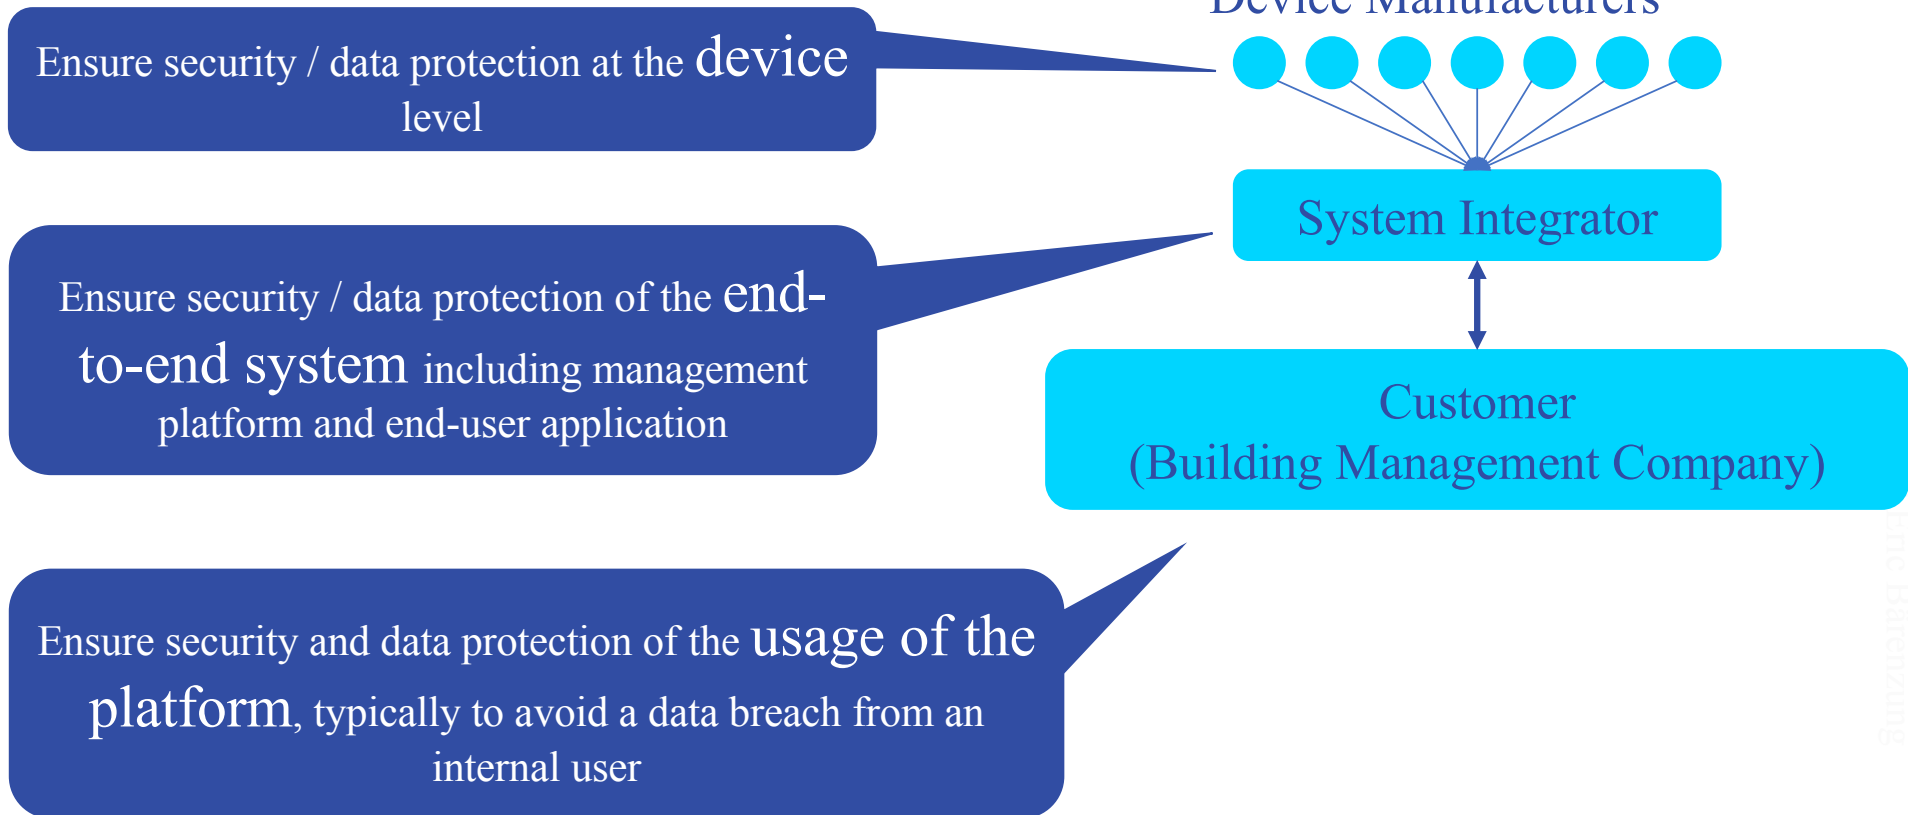 Device Manufacturers
Ensure security / data protection at the device
level
System Integrator
Ensure security / data protection of the end-
to-end system including management
platform and end-user application
Customer
(Building Management Company)
Ensure security and data protection of the usage of the
platform, typically to avoid a data breach from an
internal user